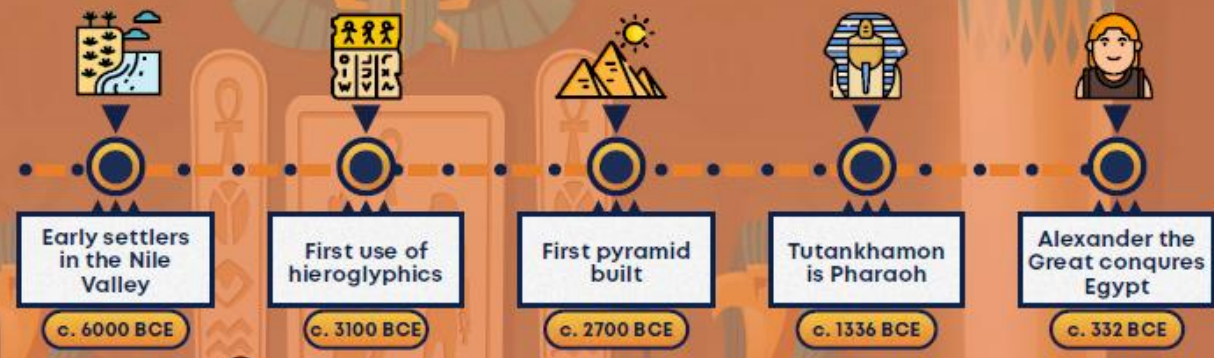 Early settlers
in the Nile
Valley
c. 6000 BCE
First use of
hieroglyphics
c. 3100 BCE
First pyramid
built
c. 2700 BCE
Tutankhamon
is Pharaoh
c. 1336 BCE
Alexander the
Great conqures
Egypt
c. 332 BCE